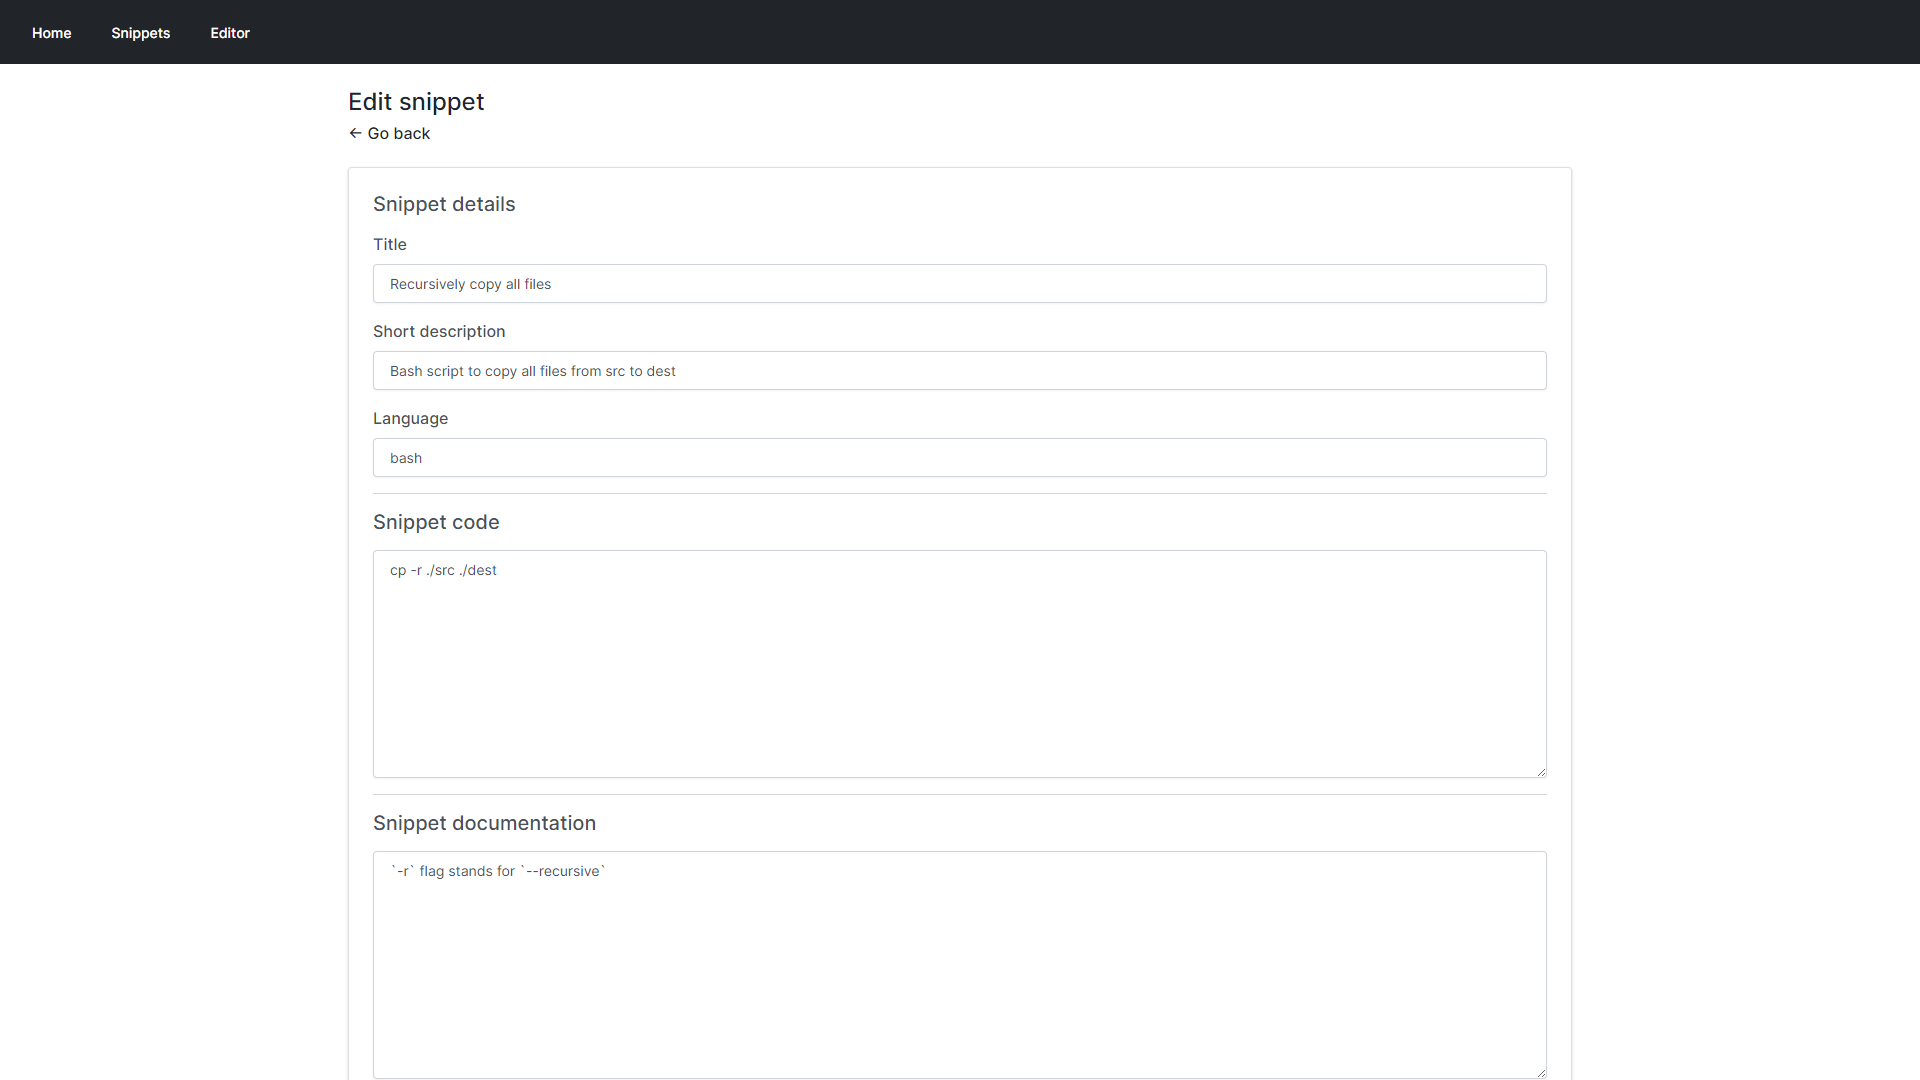 Home Snippets Editor
Edit snippet
← Go back
Snippet details
Title
Recursively copy all files
Short description
Bash script to copy all files from src to dest
Language
bash
Snippet code
cp -r ./src ./dest
Snippet documentation
`-r` flag stands for `--recursive`